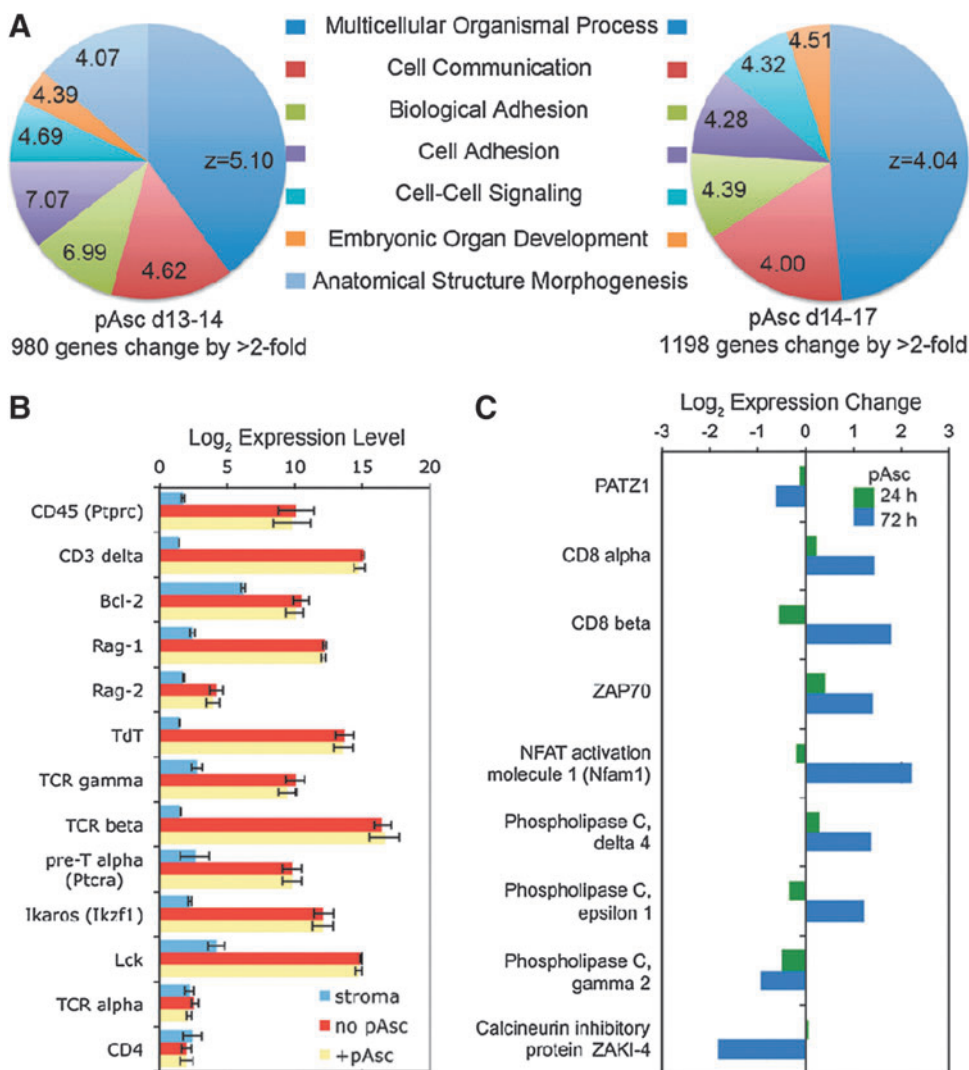 A
Multicellular Organismal Process
Cell Communication
Biological Adhesion
Cell Adhesion
Cell-Cell Signaling
Embryonic Organ Development
Anatomical Structure Morphogenesis
4.07
4.39
4.69
7.07
6.99
4.62
z=5.10
pAsc d13-14
980 genes change by >2-fold
4.51
4.32
4.28
4.39
4.00
z=4.04
pAsc d14-17
1198 genes change by >2-fold
B
Log₂ Expression Level
0 5 10 15 20
CD45 (Ptprc)
CD3 delta
Bcl-2
Rag-1
Rag-2
TdT
TCR gamma
TCR beta
pre-T alpha
(Ptcra)
Ikaros (Ikzf1)
Lck
TCR alpha
CD4
stroma
no pAsc
+pAsc
C
Log₂ Expression Change
-3 -2 -1 0 1 2 3
pAsc
24 h
72 h
PATZ1
CD8 alpha
CD8 beta
ZAP70
NFAT activation
molecule 1 (Nfam1)
Phospholipase C,
delta 4
Phospholipase C,
epsilon 1
Phospholipase C,
gamma 2
Calcineurin inhibitory
protein ZAKI-4